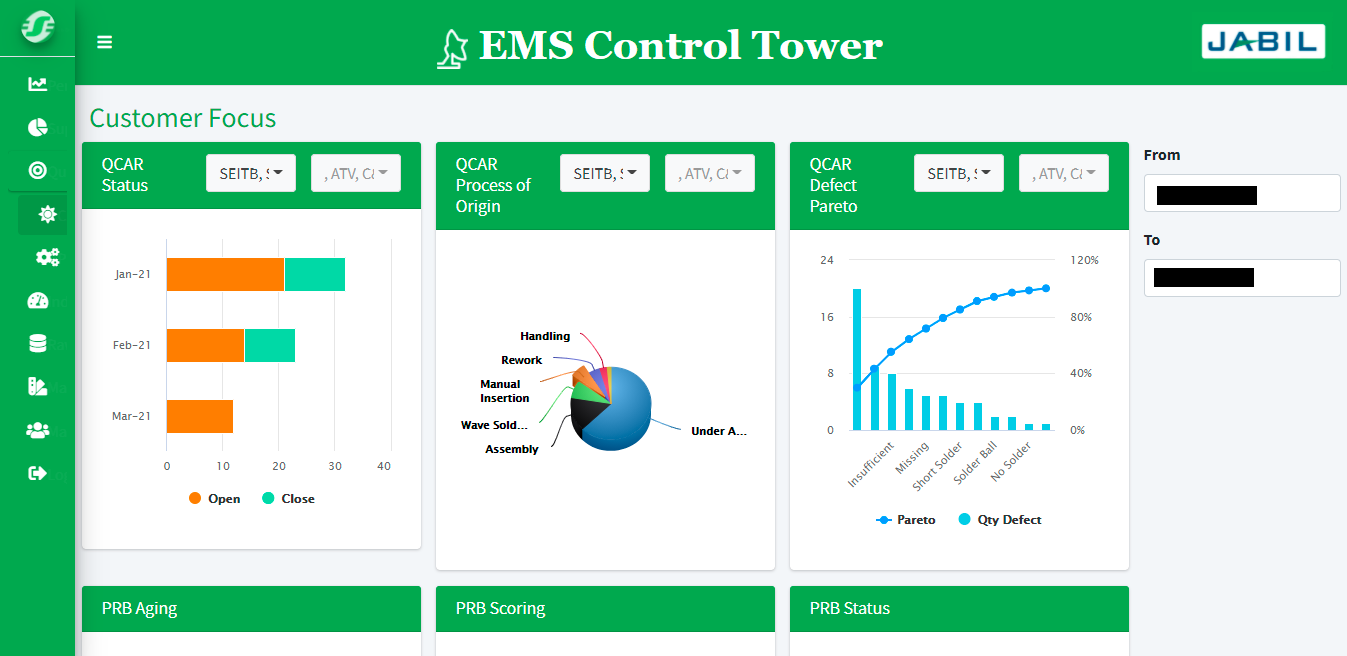 EMS Control Tower
JABIL
Customer Focus
QCAR
Status
SEITB, S
, ATV, C&
QCAR
Process of
Origin
SEITB, S
, ATV, C&
QCAR
Defect
Pareto
SEITB, S
, ATV, C&
From
To
Jan-21
Feb-21
Mar-21
0 10 20 30 40
Open Close
Handling
Rework
Manual
Insertion
Wave Sold...
Assembly
Under A...
24 120%
16 80%
8 40%
0 0%
Insufficient
Missing
Short Solder
Solder Ball
No Solder
Pareto Qty Defect
PRB Aging
PRB Scoring
PRB Status